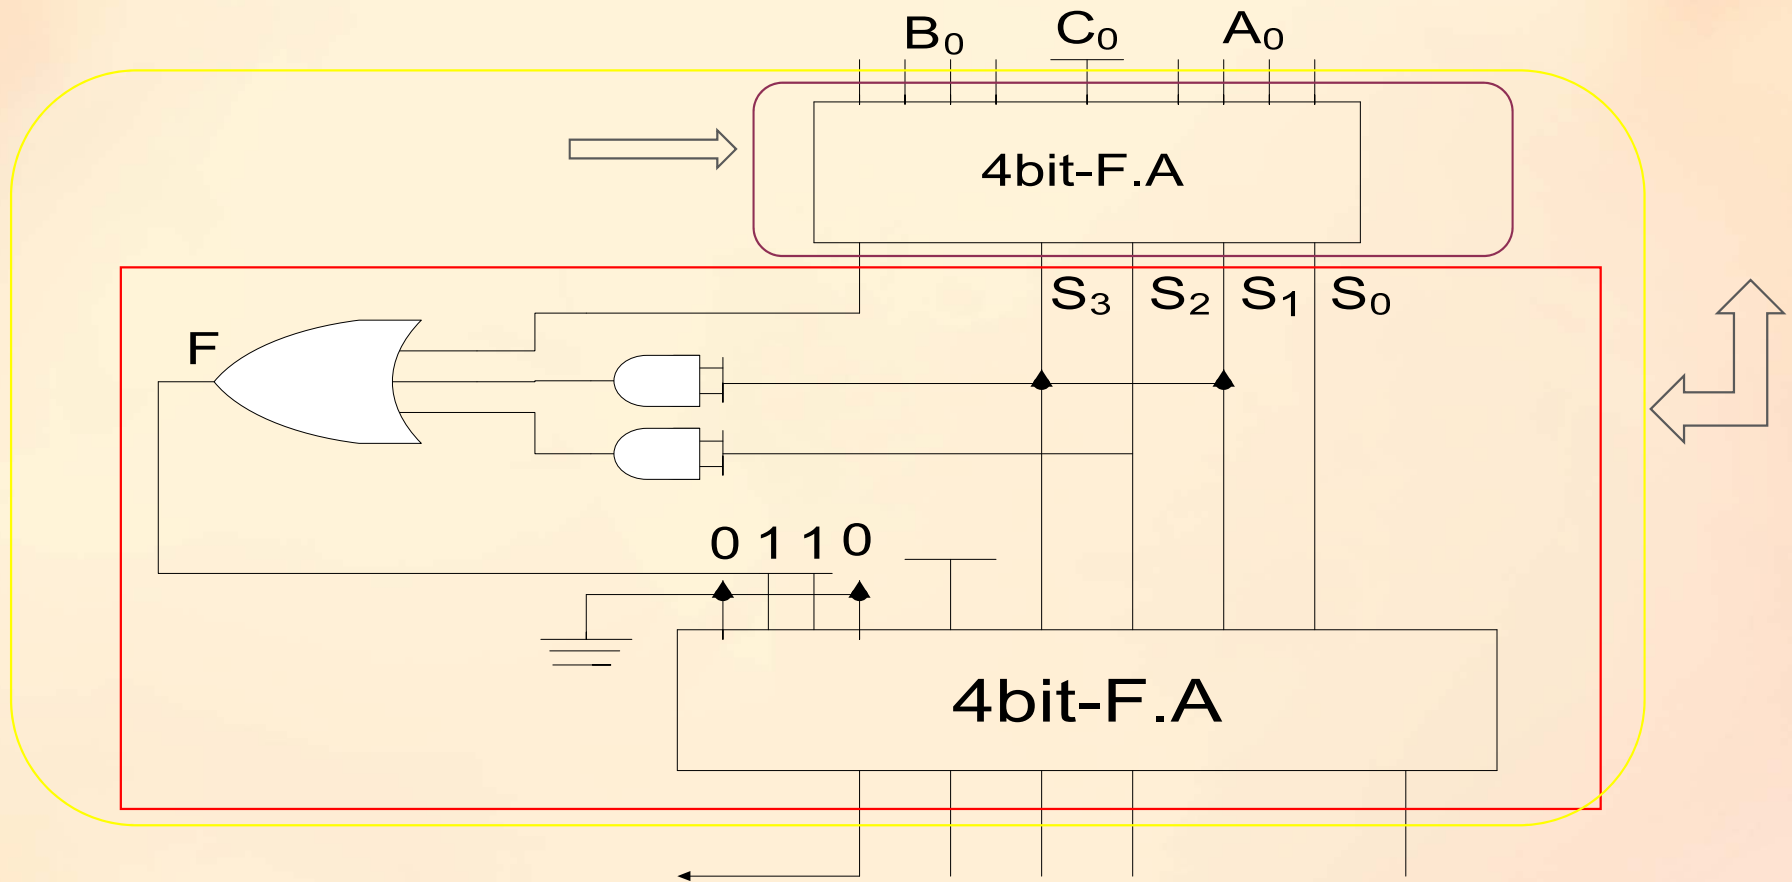 B₀ C₀ A₀
4bit-F.A
S₃ S₂ S₁ S₀
F
0 1 1 0
4bit-F.A